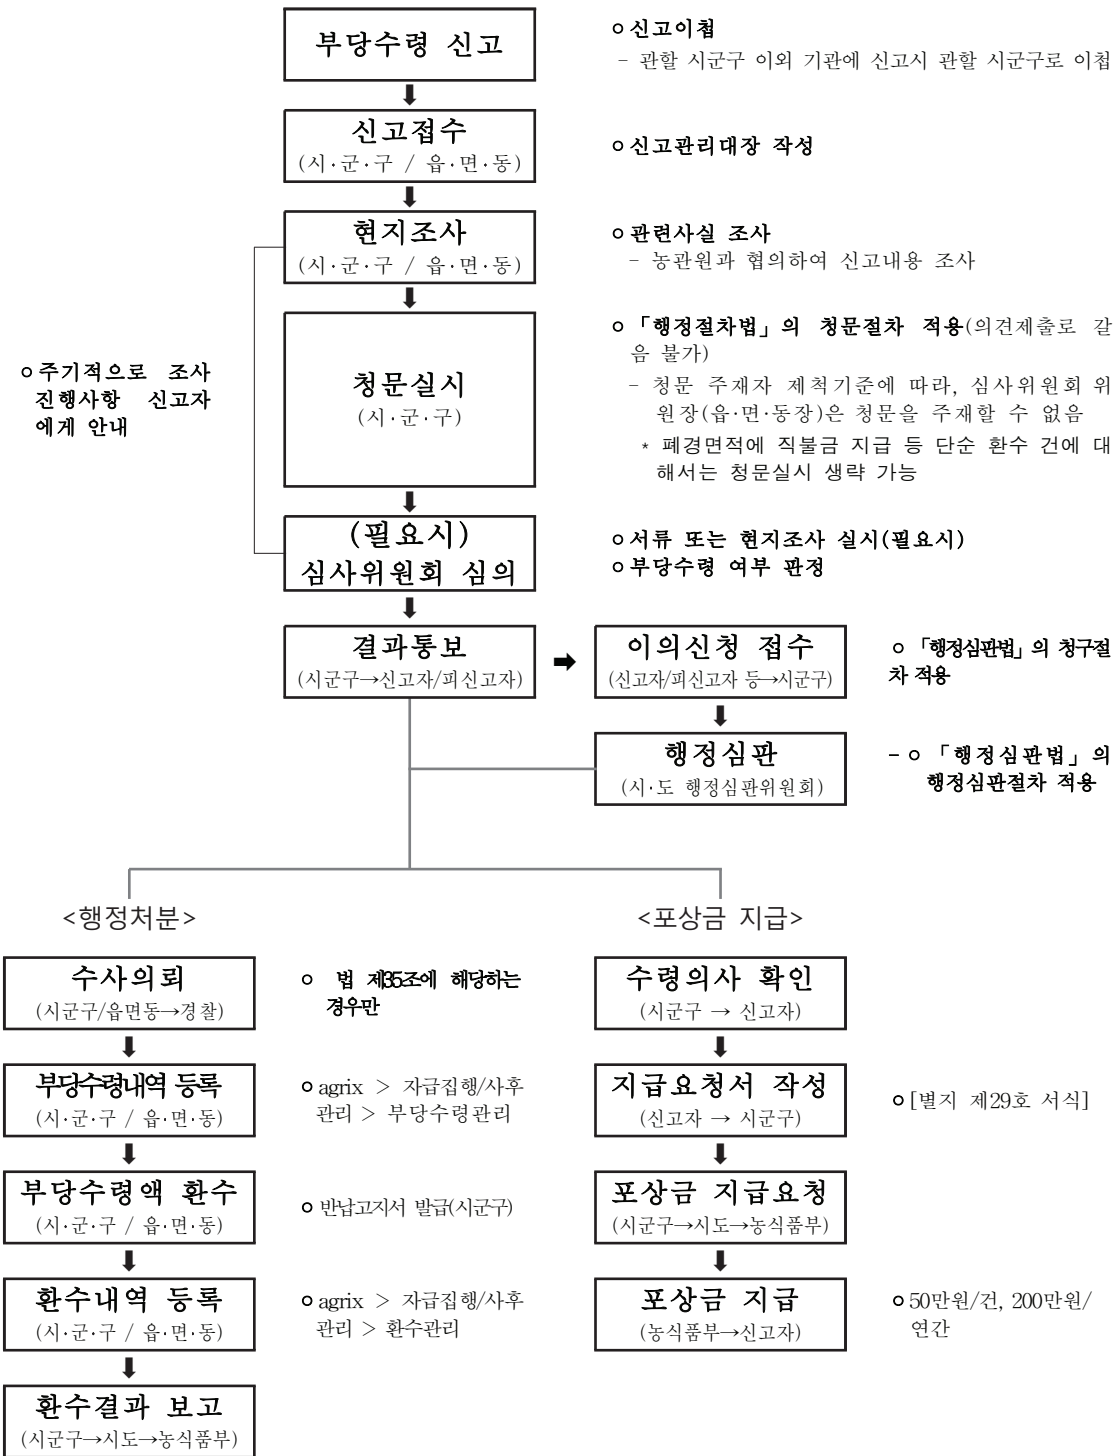 부당수령 신고
ㅇ신고이첩
- 관할 시군구 이외 기관에 신고시 관할 시군구로 이첩
신고접수
(시·군·구 / 읍·면·동)
ㅇ신고관리대장 작성
현지조사
(시·군·구 / 읍·면·동)
ㅇ관련사실 조사
- 농관원과 협의하여 신고내용 조사
ㅇ주기적으로 조사
진행사항 신고자
에게 안내
청문실시
(시·군·구)
ㅇ「행정절차법」의 청문절차 적용(의견제출로 갈
음 불가)
- 청문 주재자 제척기준에 따라, 심사위원회 위
원장(읍·면·동장)은 청문을 주재할 수 없음
* 폐경면적에 직불금 지급 등 단순 환수 건에 대
해서는 청문실시 생략 가능
(필요시)
심사위원회 심의
ㅇ서류 또는 현지조사 실시(필요시)
ㅇ부당수령 여부 판정
결과통보
(시군구→신고자/피신고자)
이의신청 접수
(신고자/피신고자 등→시군구)
ㅇ「행정심판법」의 청구절
차 적용
행정심판
(시·도 행정심판위원회)
- ㅇ「행정심판법」의
행정심판절차 적용
<행정처분>
<포상금 지급>
수사의뢰
(시군구/읍면동→경찰)
ㅇ 법 제35조에 해당하는
경우만
수령의사 확인
(시군구 → 신고자)
부당수령내역 등록
(시·군·구 / 읍·면·동)
ㅇagrix > 자금집행/사후
관리 > 부당수령관리
지급요청서 작성
(신고자 → 시군구)
ㅇ[별지 제29호 서식]
부당수령액 환수
(시·군·구 / 읍·면·동)
ㅇ반납고지서 발급(시군구)
포상금 지급요청
(시군구→시도→농식품부)
환수내역 등록
(시·군·구 / 읍·면·동)
ㅇagrix > 자금집행/사후
관리 > 환수관리
포상금 지급
(농식품부→신고자)
ㅇ50만원/건, 200만원/
연간
환수결과 보고
(시군구→시도→농식품부)